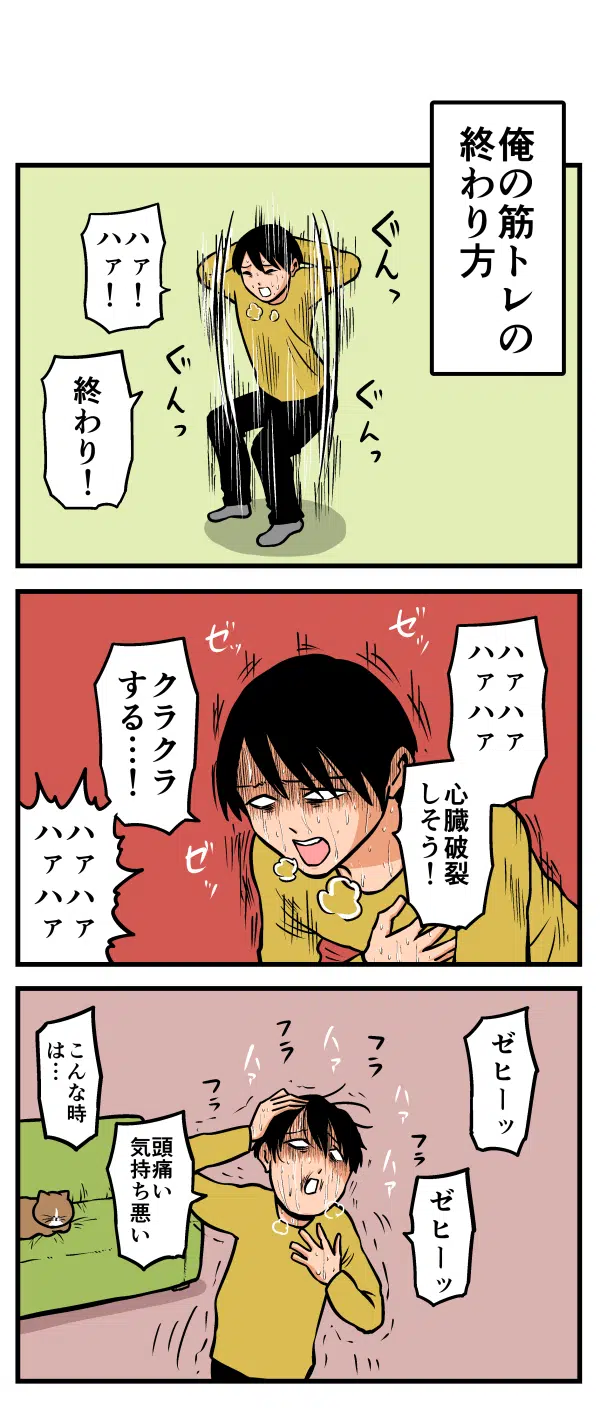 俺の筋トレの
終わり方
ぐんっ
ハァ！
ハァ！
ぐんっ
ぐんっ
終わり！
ハァハァ
ハァハァ
ゼッ
ゼッ
心臓破裂
しそう！
クラクラ
する…！
ゼッ
ハァハァ
ハァハァ
ゼヒーッ
ゼヒーッ
フラ
ハァ
フラ
ハァ
フラ
ハァ
フラ
ハァ
頭痛い
気持ち悪い
こんな時
は…